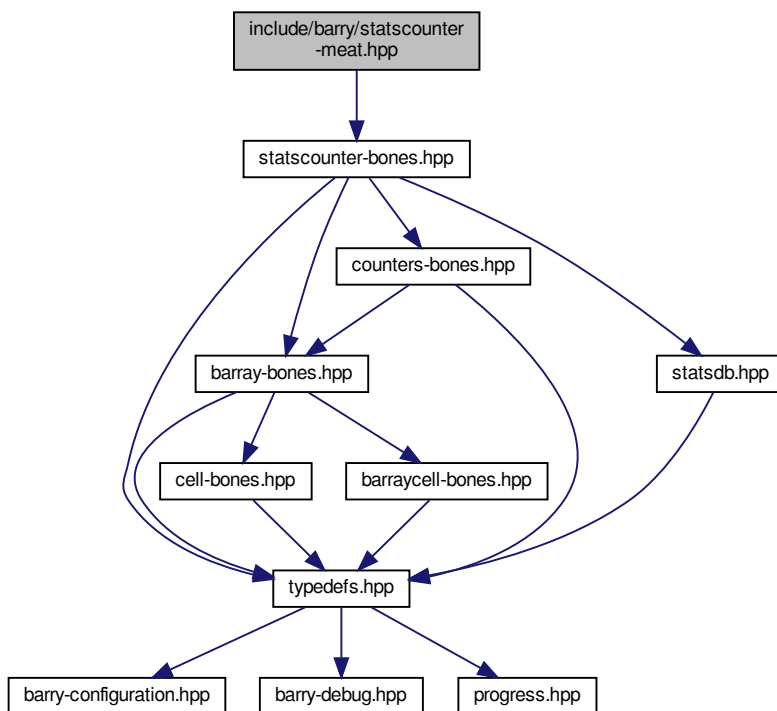 include/barry/statscounter
-meat.hpp
statscounter-bones.hpp
counters-bones.hpp
barray-bones.hpp
statsdb.hpp
cell-bones.hpp
barraycell-bones.hpp
typedefs.hpp
barry-configuration.hpp
barry-debug.hpp
progress.hpp